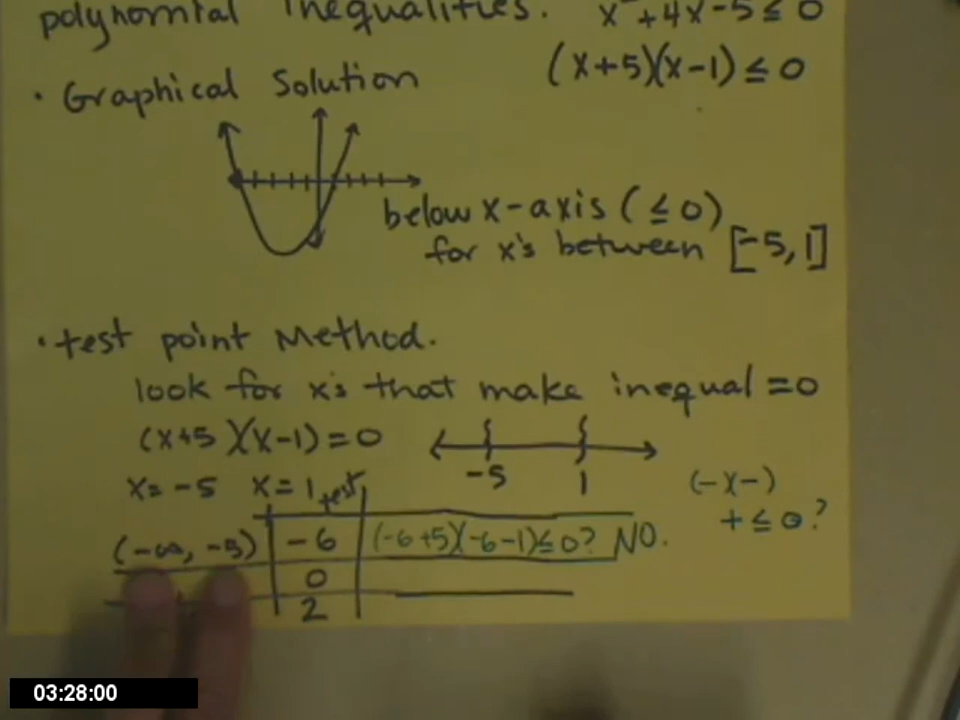 polynomial Inequalities. x²+4x-5≤0
(x+5)(x-1)≤0
• Graphical Solution
below x-axis (≤0)
for x's between [-5, 1]
• test point Method.
look for x's that make inequal =0
(x+5)(x-1)=0
-5 1
x=-5 x=1 test
(-x-)
+≤0?
(-∞, -5) -6 (-6+5)(-6-1)≤0? NO.
0
2
03:28:00